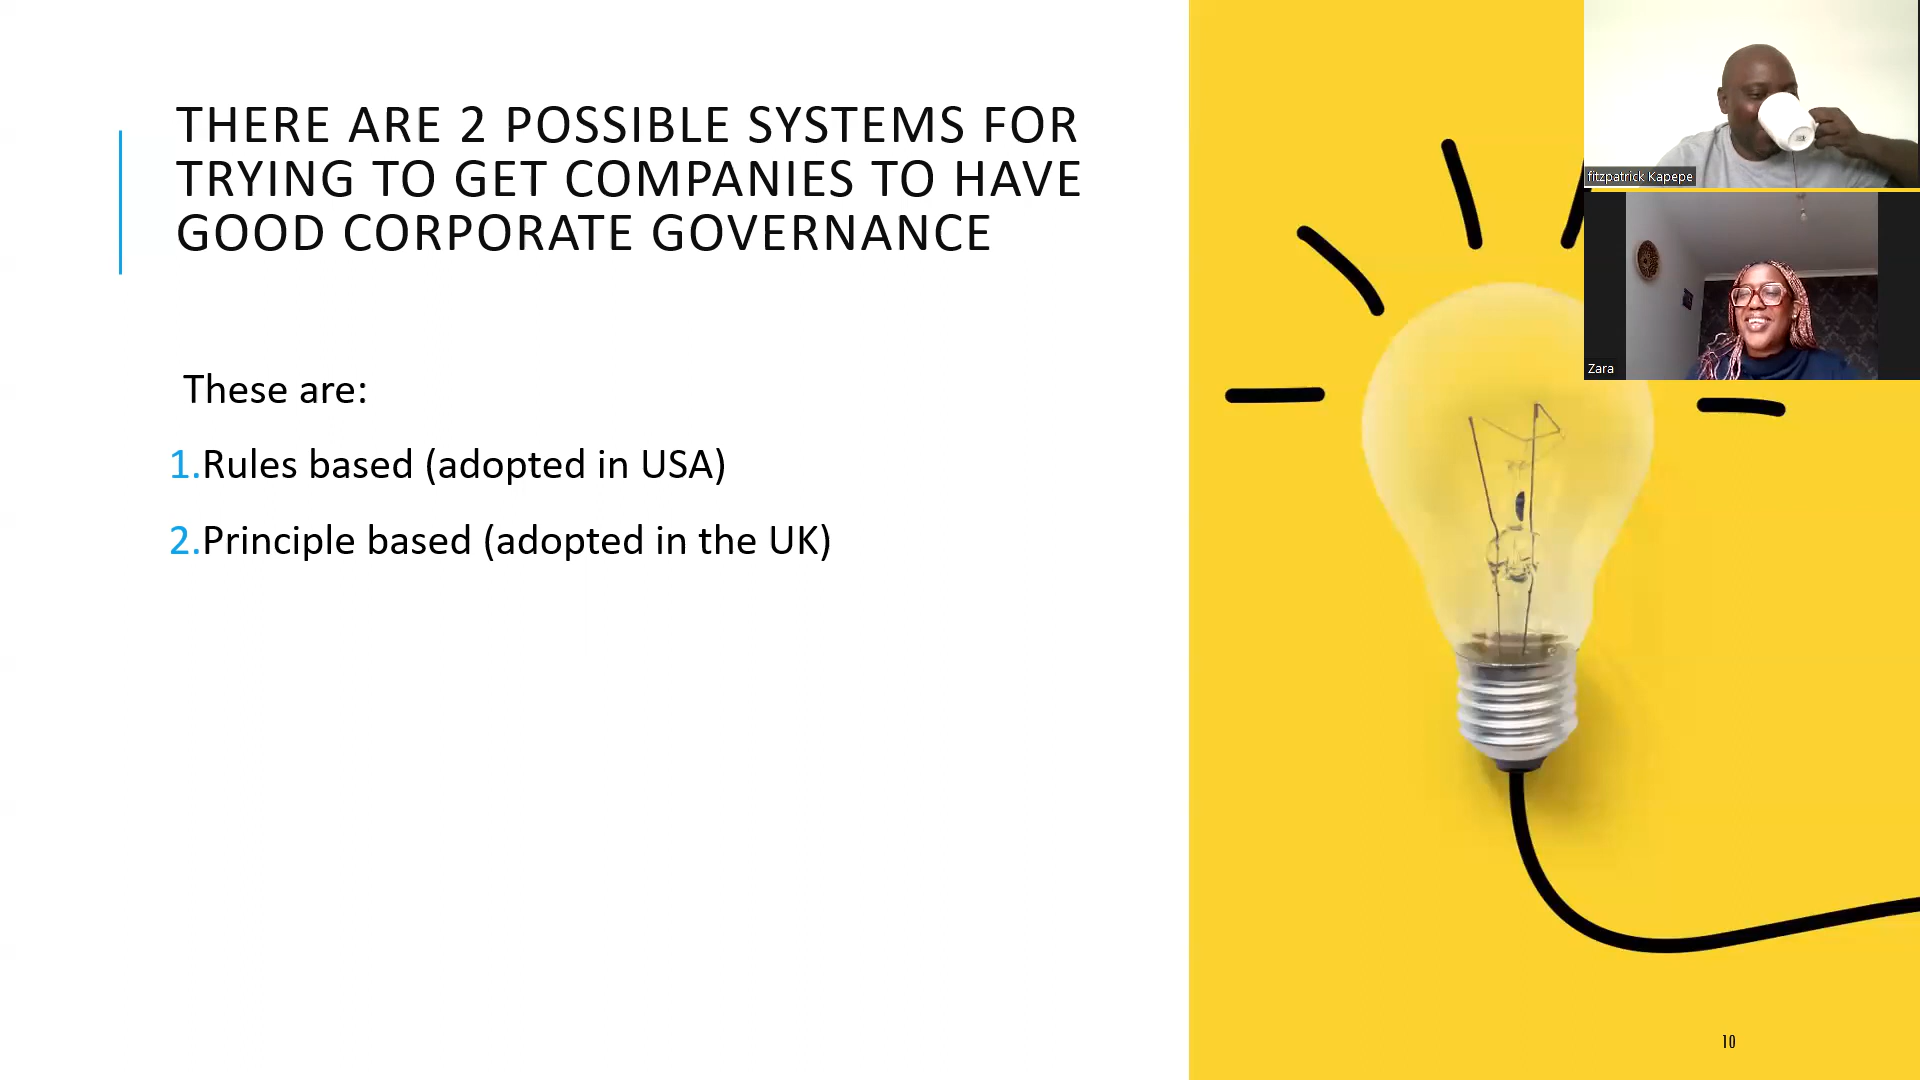 THERE ARE 2 POSSIBLE SYSTEMS FOR
TRYING TO GET COMPANIES TO HAVE
GOOD CORPORATE GOVERNANCE
These are:
1.Rules based (adopted in USA)
2.Principle based (adopted in the UK)
fitzpatrick Kapepe
Zara
10